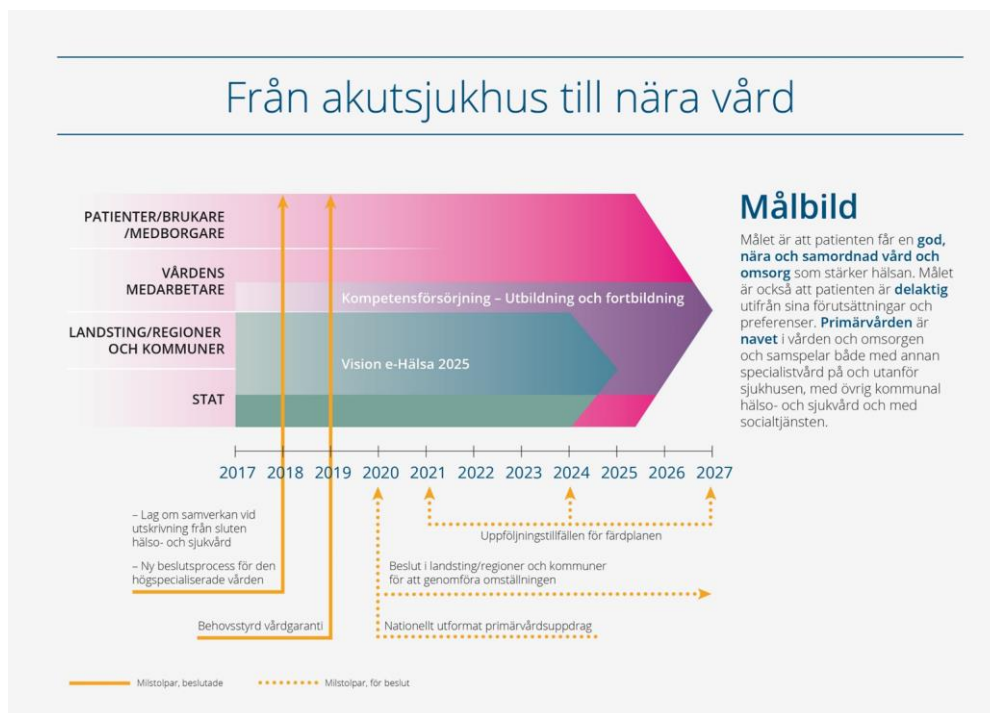 Från akutsjukhus till nära vård
PATIENTER/BRUKARE
/MEDBORGARE
VÅRDENS
MEDARBETARE
LANDSTING/REGIONER
OCH KOMMUNER
STAT
Kompetensförsörjning – Utbildning och fortbildning
Vision e-Hälsa 2025
Målbild
Målet är att patienten får en god,
nära och samordnad vård och
omsorg som stärker hälsan. Målet
är också att patienten är delaktig
utifrån sina förutsättningar och
preferenser. Primärvården är
navet i vården och omsorgen
och samspelar både med annan
specialistvård på och utanför
sjukhusen, med övrig kommunal
hälso- och sjukvård och med
socialtjänsten.
2017 2018 2019 2020 2021 2022 2023 2024 2025 2026 2027
– Lag om samverkan vid
utskrivning från sluten
hälso- och sjukvård
– Ny beslutsprocess för den
högspecialiserade vården
Behovsstyrd vårdgaranti
Uppföljningstillfällen för färdplanen
Beslut i landsting/regioner och kommuner
för att genomföra omställningen
Nationellt utformat primärvårdsuppdrag
Milstolpar, beslutade
Milstolpar, för beslut